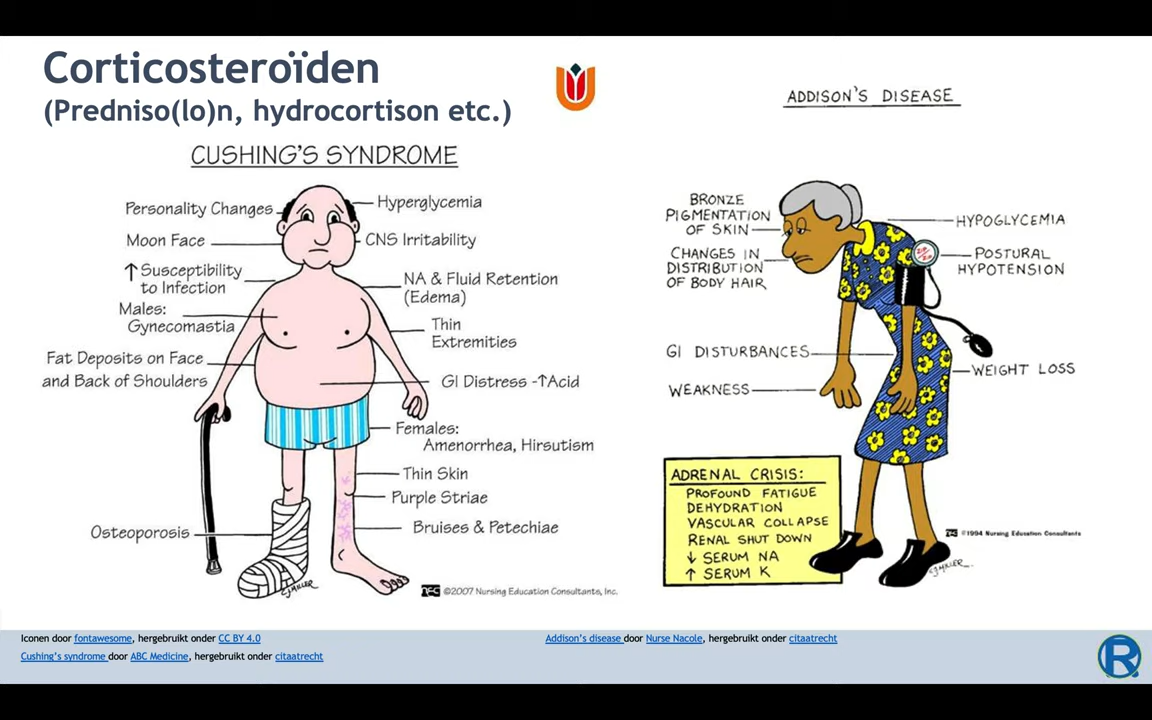 Corticosteroïden
(Predniso(lo)n, hydrocortison etc.)
CUSHING'S SYNDROME
Personality Changes
Moon Face
↑ Susceptibility
to Infection
Males:
Gynecomastia
Fat Deposits on Face
and Back of Shoulders
Osteoporosis
Hyperglycemia
CNS Irritability
NA & Fluid Retention
(Edema)
Thin
Extremities
GI Distress -↑Acid
Females:
Amenorrhea, Hirsutism
Thin Skin
Purple Striae
Bruises & Petechiae
C.J. MILLER
©2007 Nursing Education Consultants, Inc.
ADDISON'S DISEASE
BRONZE
PIGMENTATION
OF SKIN
CHANGES IN
DISTRIBUTION
OF BODY HAIR
GI DISTURBANCES
WEAKNESS
HYPOGLYCEMIA
POSTURAL
HYPOTENSION
WEIGHT LOSS
ADRENAL CRISIS:
PROFOUND FATIGUE
DEHYDRATION
VASCULAR COLLAPSE
RENAL SHUT DOWN
↓ SERUM NA
↑ SERUM K
©1994 Nursing Education Consultants
C.J. MILLER
Iconen door fontawesome, hergebruikt onder CC BY 4.0
Cushing's syndrome door ABC Medicine, hergebruikt onder citaatrecht
Addison's disease door Nurse Nacole, hergebruikt onder citaatrecht
R